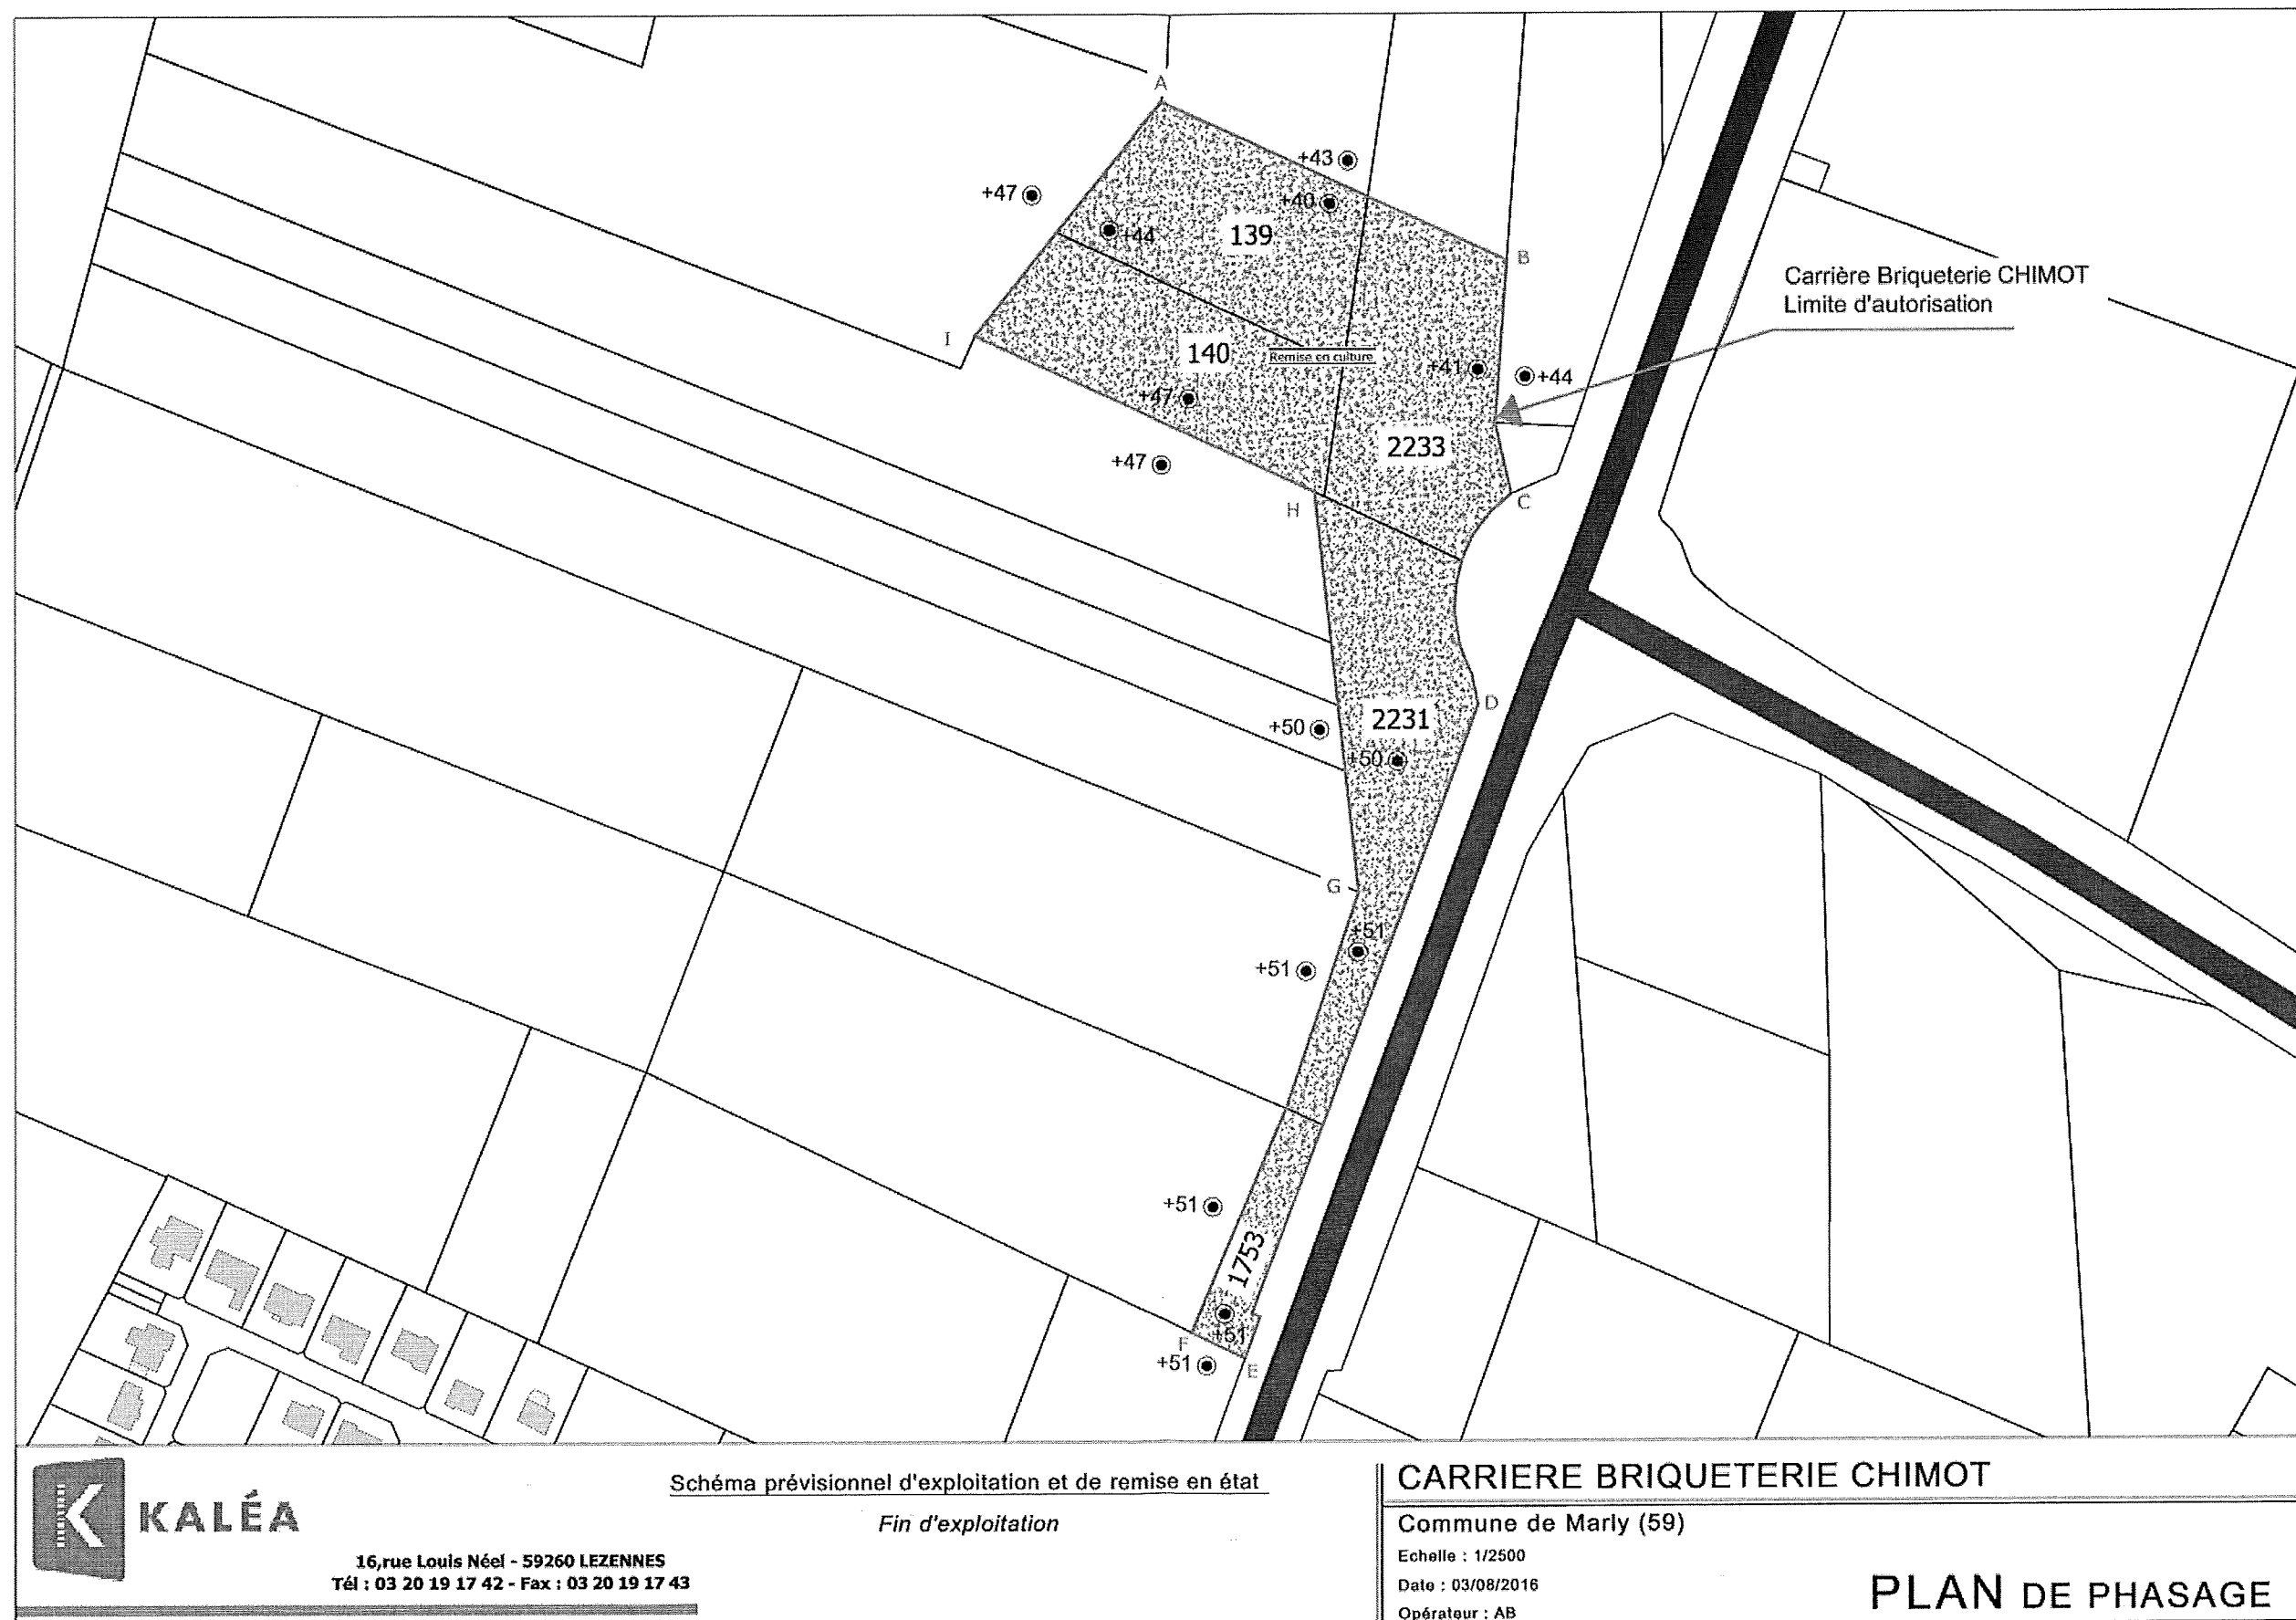 A
+43
+47
+40
+44
139
B
Carrière Briqueterie CHIMOT
Limite d'autorisation
I
140
Remise en culture
+41
+44
+47
2233
+47
H
C
D
+50
2231
+50
G
+51
+51
+51
1753
F
+51
+51
E
KALÉA
16,rue Louis Néel - 59260 LEZENNES
Tél : 03 20 19 17 42 - Fax : 03 20 19 17 43
Schéma prévisionnel d'exploitation et de remise en état
Fin d'exploitation
CARRIERE BRIQUETERIE CHIMOT
Commune de Marly (59)
Echelle : 1/2500
Date : 03/08/2016
Opérateur : AB
PLAN DE PHASAGE